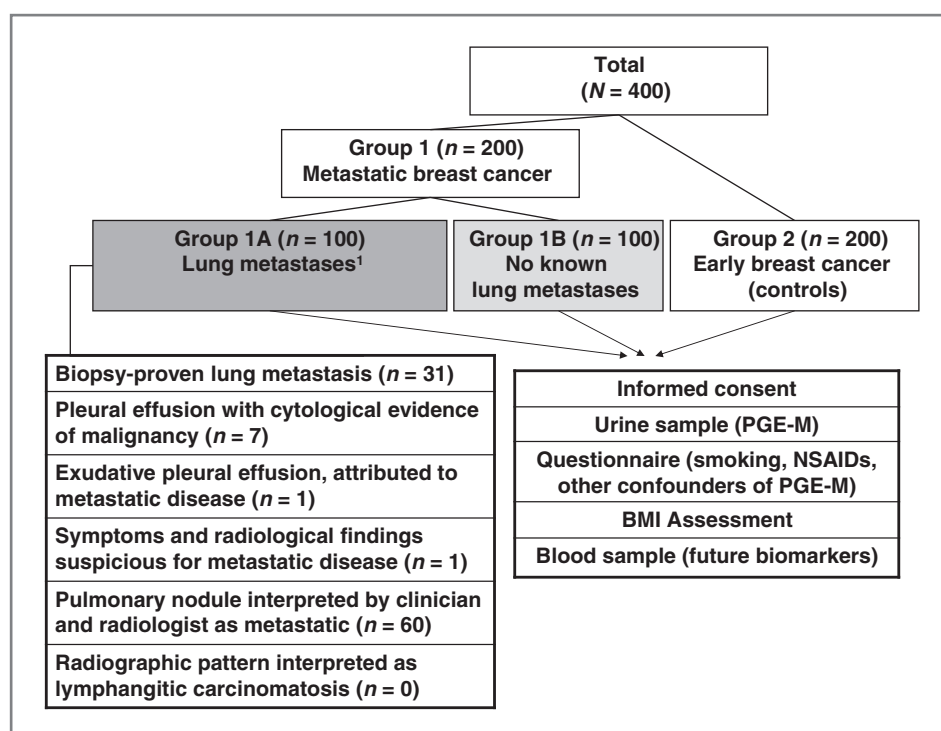 Total
(N = 400)
Group 1 (n = 200)
Metastatic breast cancer
Group 1A (n = 100)
Lung metastases¹
Group 1B (n = 100)
No known
lung metastases
Group 2 (n = 200)
Early breast cancer
(controls)
Biopsy-proven lung metastasis (n = 31)
Pleural effusion with cytological evidence
of malignancy (n = 7)
Exudative pleural effusion, attributed to
metastatic disease (n = 1)
Symptoms and radiological findings
suspicious for metastatic disease (n = 1)
Pulmonary nodule interpreted by clinician
and radiologist as metastatic (n = 60)
Radiographic pattern interpreted as
lymphangitic carcinomatosis (n = 0)
Informed consent
Urine sample (PGE-M)
Questionnaire (smoking, NSAIDs,
other confounders of PGE-M)
BMI Assessment
Blood sample (future biomarkers)